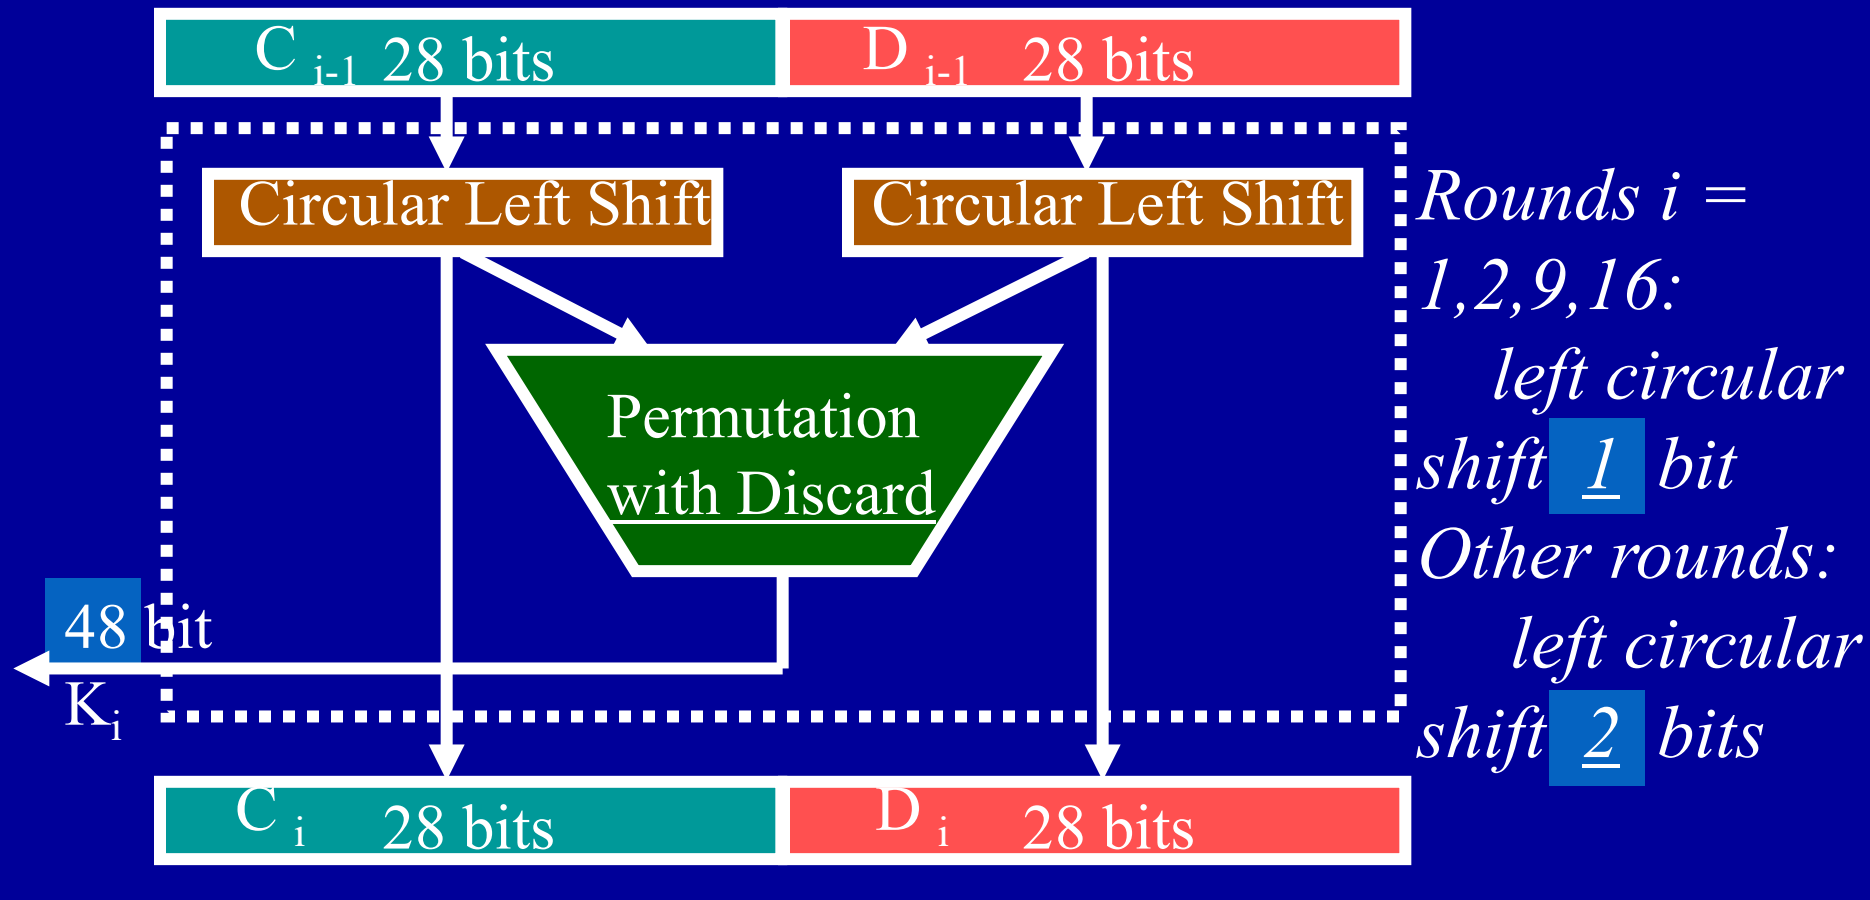 C i-1 28 bits
D i-1 28 bits
Circular Left Shift
Circular Left Shift
Permutation
with Discard
48 bit
Ki
C i 28 bits
D i 28 bits
Rounds i =
1,2,9,16:
left circular
shift 1 bit
Other rounds:
left circular
shift 2 bits